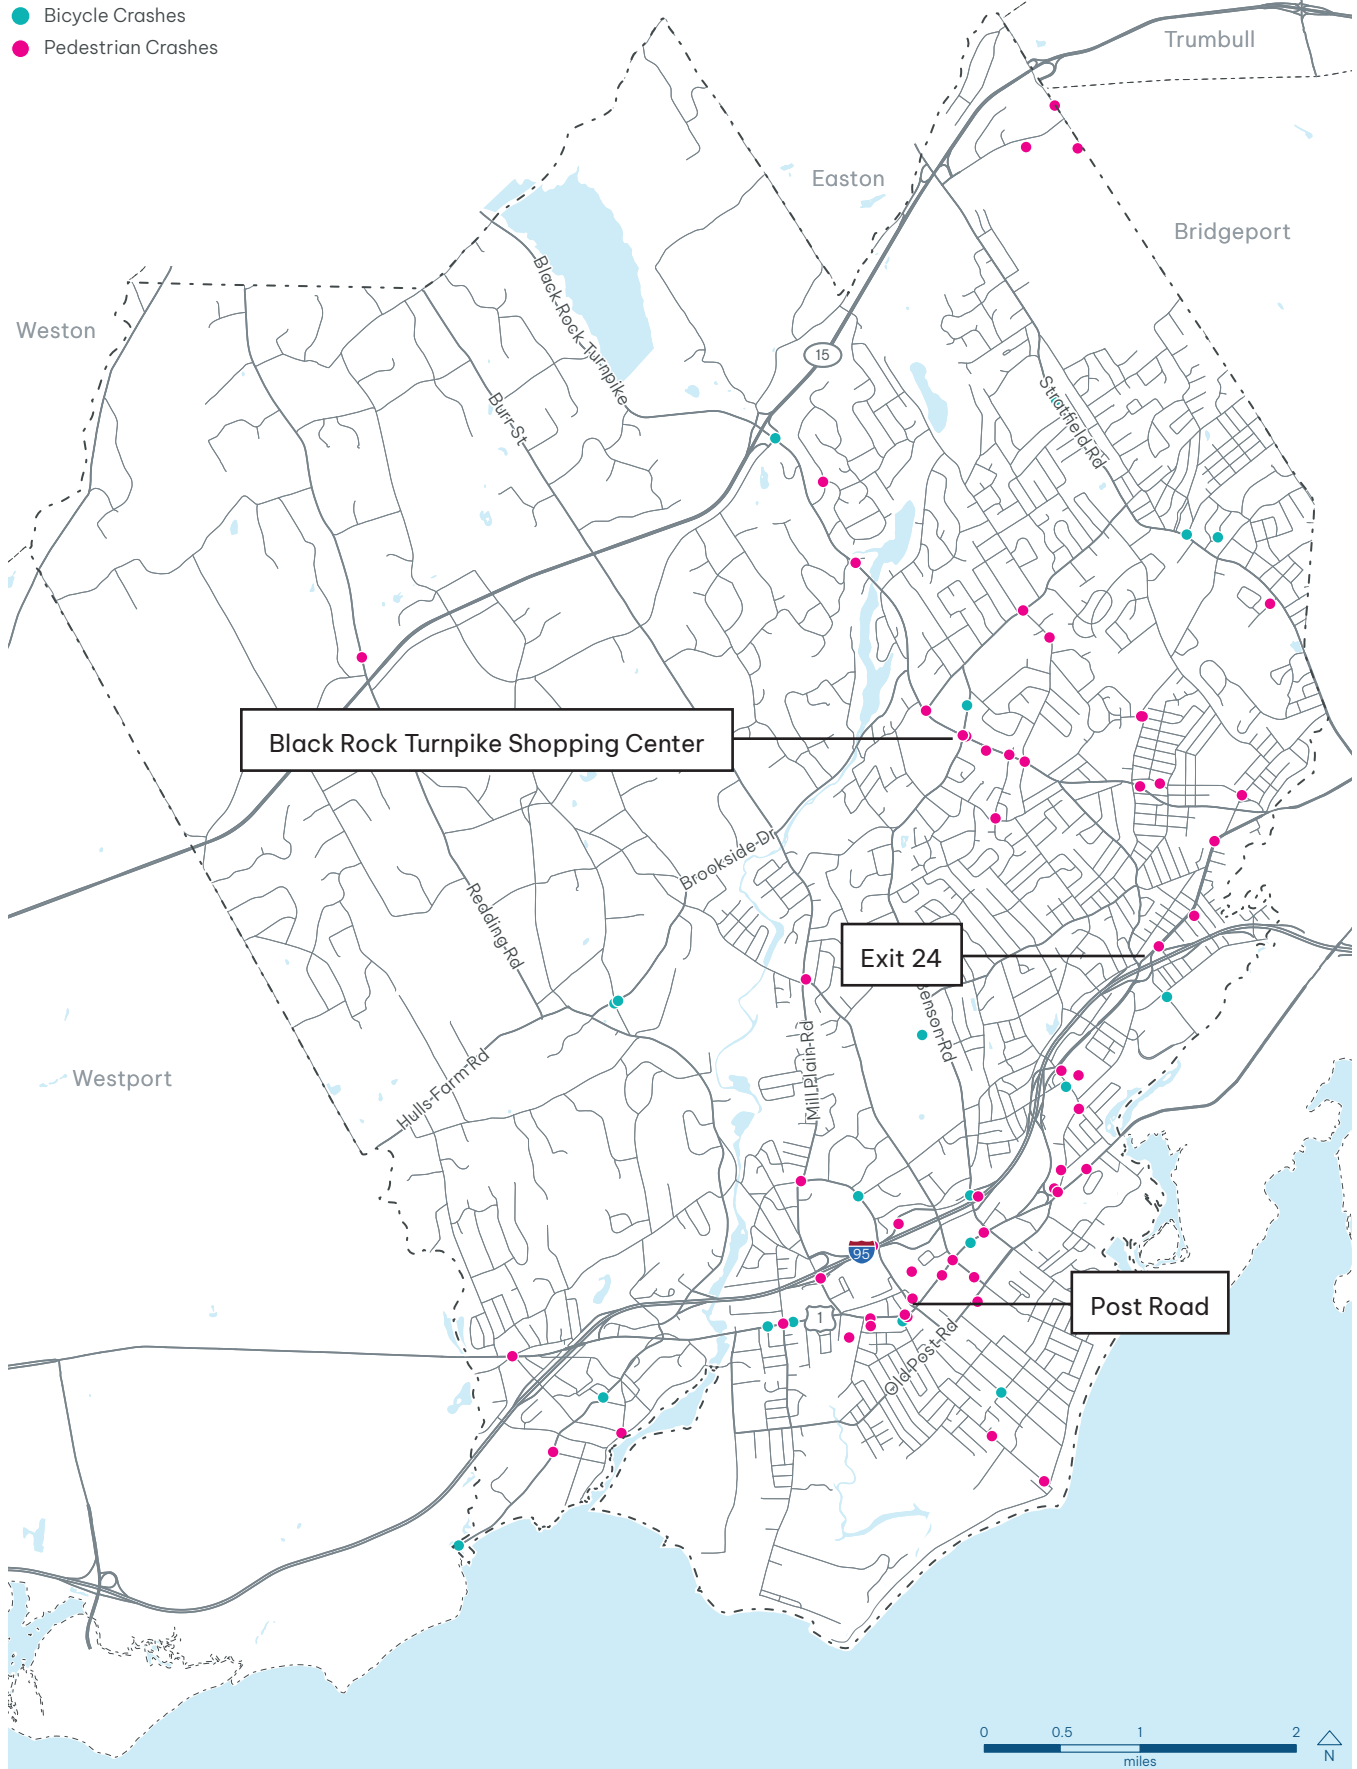 Bicycle Crashes
Pedestrian Crashes
Trumbull
Easton
Bridgeport
Weston
Black Rock Turnpike
15
Burr St
Stratfield Rd
Black Rock Turnpike Shopping Center
Brookside Dr
Redding Rd
Exit 24
Benson Rd
Mill Plain Rd
Westport
Hulls Farm Rd
95
Post Road
1
Old Post Rd
0 0.5 1 2
miles
N